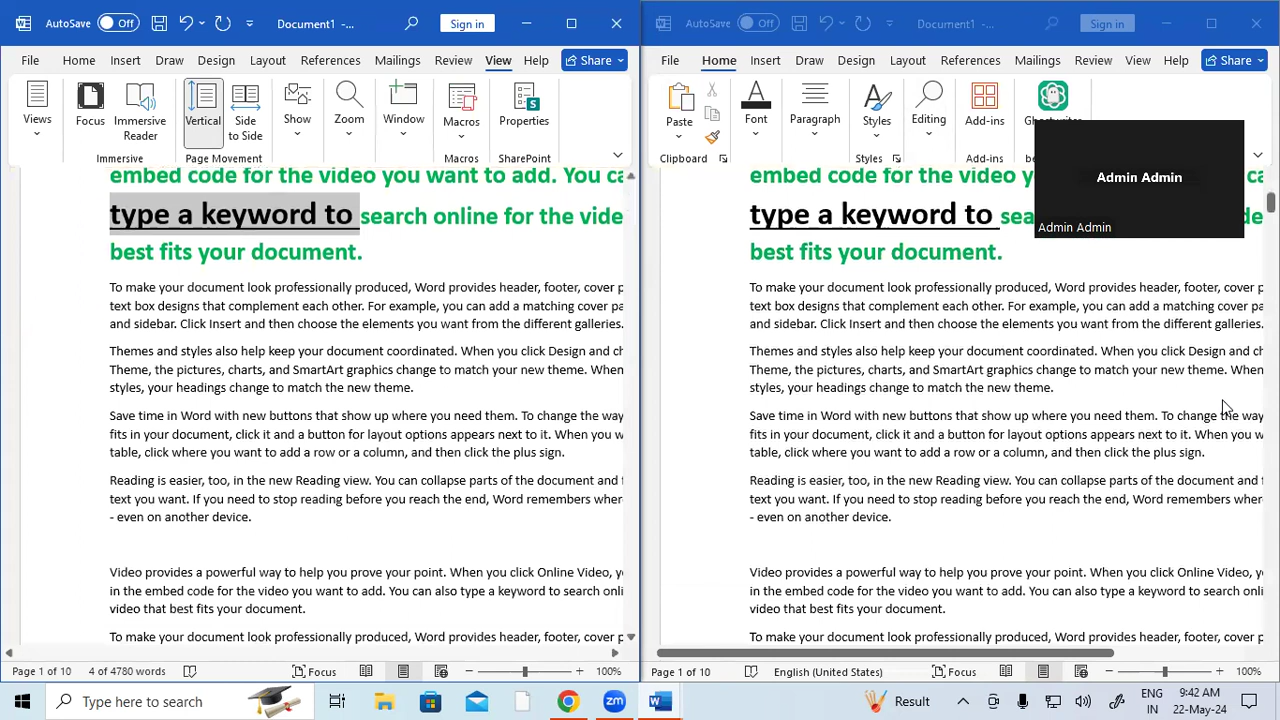 AutoSave Off Document1 -... Sign in
File Home Insert Draw Design Layout References Mailings Review View Help Share
Views Focus Immersive Reader Vertical Side to Side Show Zoom Window Macros Properties
Immersive Page Movement Macros SharePoint
embed code for the video you want to add. You ca
type a keyword to search online for the vide
best fits your document.
To make your document look professionally produced, Word provides header, footer, cover p
text box designs that complement each other. For example, you can add a matching cover pa
and sidebar. Click Insert and then choose the elements you want from the different galleries.
Themes and styles also help keep your document coordinated. When you click Design and ch
Theme, the pictures, charts, and SmartArt graphics change to match your new theme. When
styles, your headings change to match the new theme.
Save time in Word with new buttons that show up where you need them. To change the way
fits in your document, click it and a button for layout options appears next to it. When you w
table, click where you want to add a row or a column, and then click the plus sign.
Reading is easier, too, in the new Reading view. You can collapse parts of the document and f
text you want. If you need to stop reading before you reach the end, Word remembers where
- even on another device.
Video provides a powerful way to help you prove your point. When you click Online Video, y
in the embed code for the video you want to add. You can also type a keyword to search onli
video that best fits your document.
To make your document look professionally produced, Word provides header, footer, cover p
Page 1 of 10 4 of 4780 words Focus 100%
AutoSave Off Document1 -... Sign in
File Home Insert Draw Design Layout References Mailings Review View Help Share
Paste Font Paragraph Styles Editing Add-ins
Clipboard Styles Add-ins
Admin Admin
Admin Admin
embed code for the video y
type a keyword to sea
best fits your document.
To make your document look professionally produced, Word provides header, footer, cover p
text box designs that complement each other. For example, you can add a matching cover pa
and sidebar. Click Insert and then choose the elements you want from the different galleries.
Themes and styles also help keep your document coordinated. When you click Design and ch
Theme, the pictures, charts, and SmartArt graphics change to match your new theme. When
styles, your headings change to match the new theme.
Save time in Word with new buttons that show up where you need them. To change the way
fits in your document, click it and a button for layout options appears next to it. When you w
table, click where you want to add a row or a column, and then click the plus sign.
Reading is easier, too, in the new Reading view. You can collapse parts of the document and f
text you want. If you need to stop reading before you reach the end, Word remembers where
- even on another device.
Video provides a powerful way to help you prove your point. When you click Online Video, y
in the embed code for the video you want to add. You can also type a keyword to search onli
video that best fits your document.
To make your document look professionally produced, Word provides header, footer, cover p
Page 1 of 10 English (United States) Focus 100%
Type here to search zm Result ENG IN 9:42 AM 22-May-24